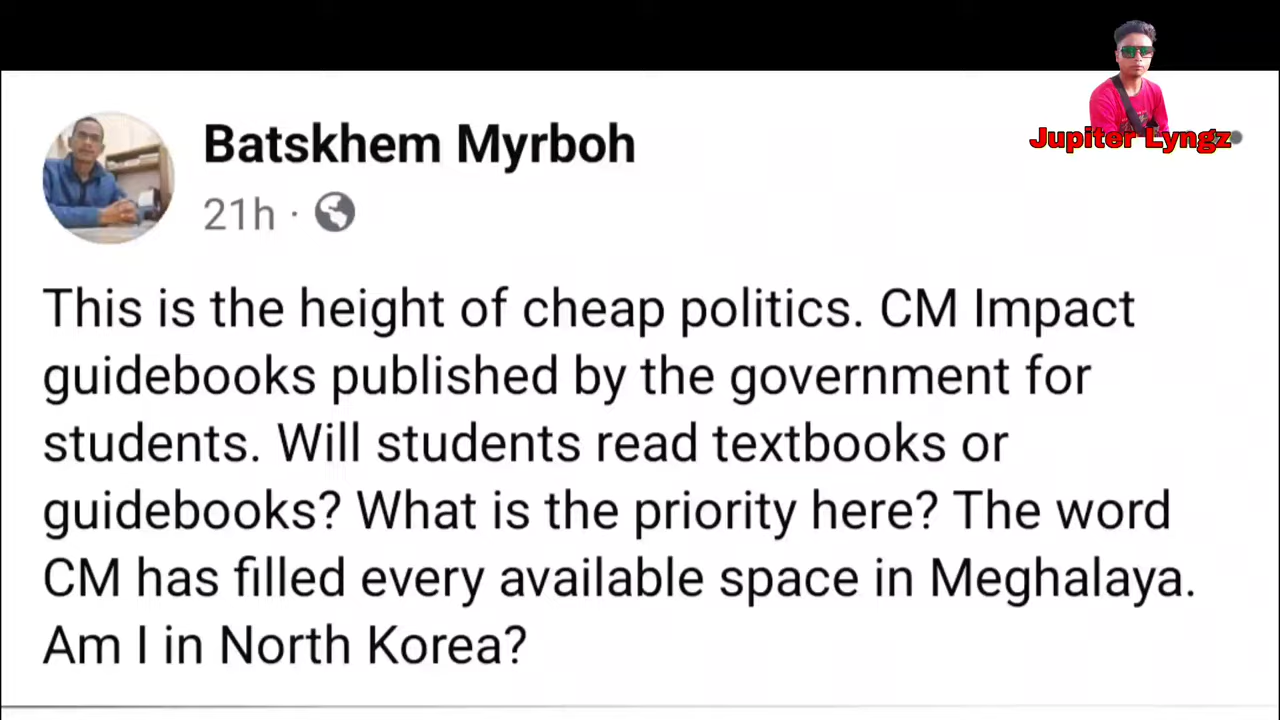 Jupiter Lyngz
Batskhem Myrboh
21h ·
This is the height of cheap politics. CM Impact
guidebooks published by the government for
students. Will students read textbooks or
guidebooks? What is the priority here? The word
CM has filled every available space in Meghalaya.
Am I in North Korea?